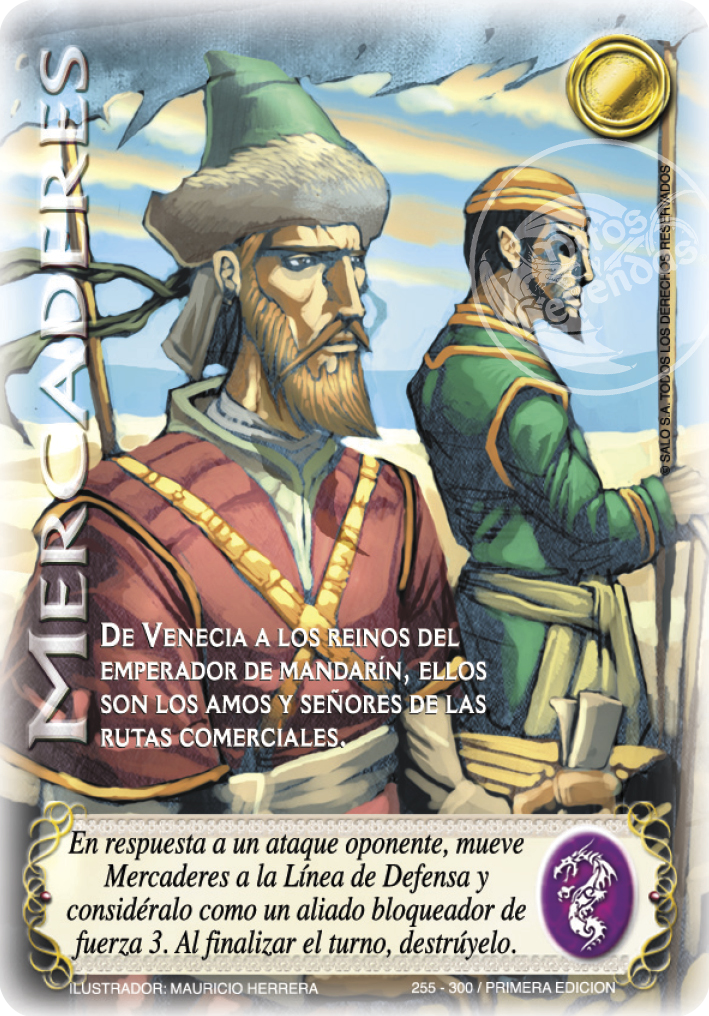 MERCADERES
Mitos y Leyendas
© SALO S.A. TODOS LOS DERECHOS RESERVADOS
DE VENECIA A LOS REINOS DEL
EMPERADOR DE MANDARÍN, ELLOS
SON LOS AMOS Y SEÑORES DE LAS
RUTAS COMERCIALES.
En respuesta a un ataque oponente, mueve
Mercaderes a la Línea de Defensa y
considéralo como un aliado bloqueador de
fuerza 3. Al finalizar el turno, destrúyelo.
ILUSTRADOR: MAURICIO HERRERA 255 - 300 / PRIMERA EDICION